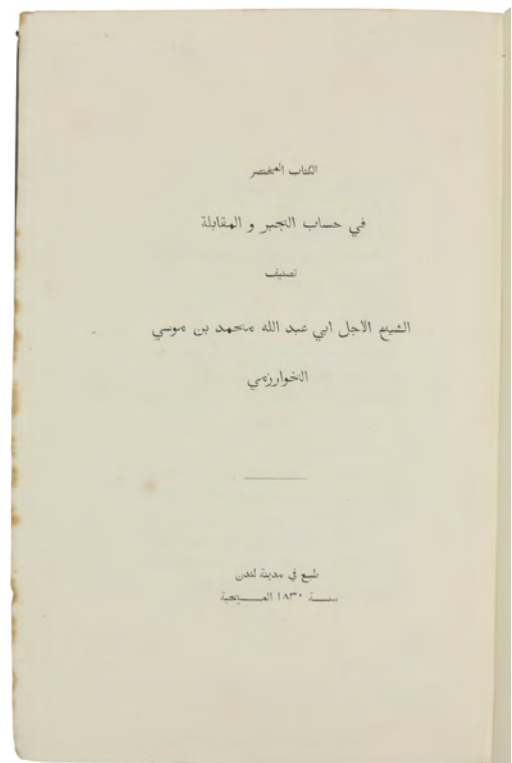 الكتاب المختصر
في حساب الجبر و المقابلة
تصنيف
الشيخ الاجل ابي عبد الله محمد بن موسي
الخوارزمي
طبع في مدينة لندن
سنة ١٨٣٠ المسيحية